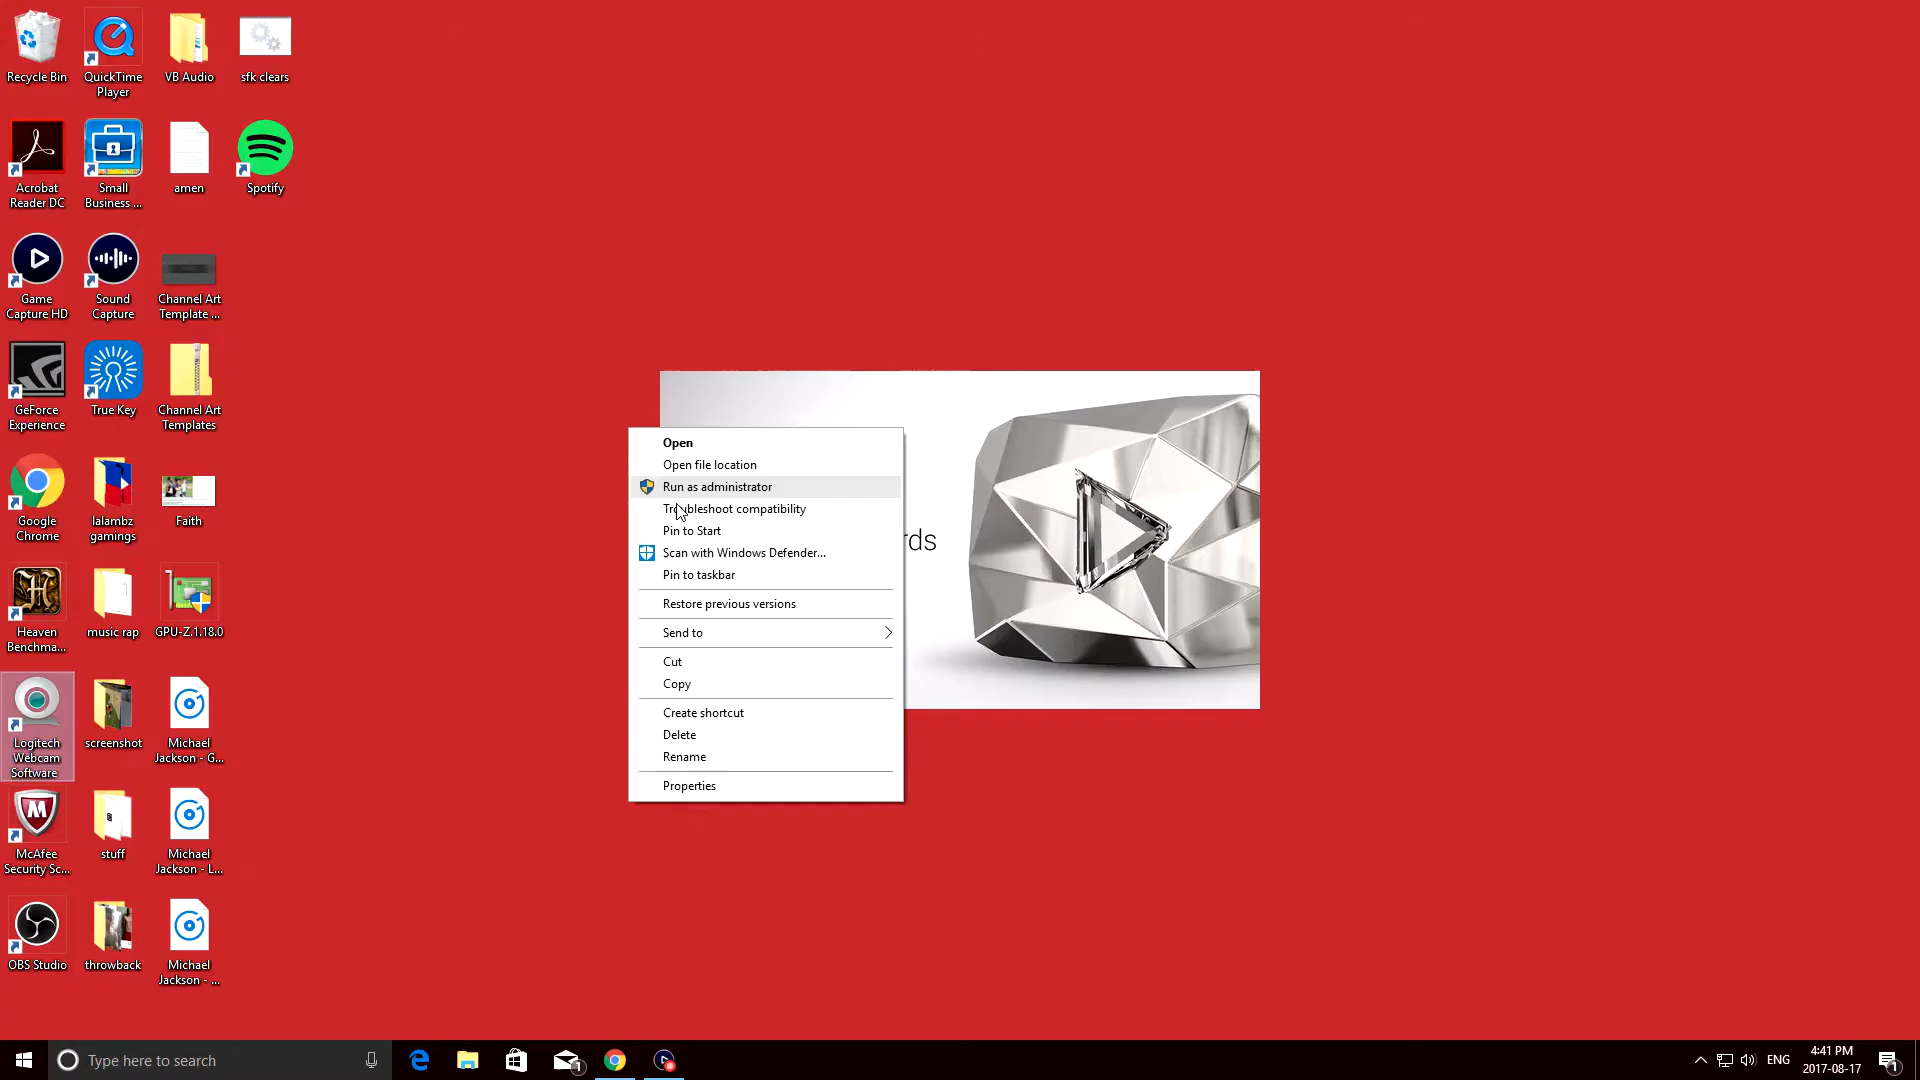 Recycle Bin
QuickTime
Player
VB Audio
sfk clears
Acrobat
Reader DC
Small
Business ...
amen
Spotify
Game
Capture HD
Sound
Capture
Channel Art
Template ...
GeForce
Experience
True Key
Channel Art
Templates
Google
Chrome
lalambz
gamings
Faith
Heaven
Benchma...
music rap
GPU-Z.1.18.0
Logitech
Webcam
Software
screenshot
Michael
Jackson - G...
McAfee
Security Sc...
stuff
Michael
Jackson - L...
OBS Studio
throwback
Michael
Jackson - ...
Open
Open file location
Run as administrator
Troubleshoot compatibility
Pin to Start
Scan with Windows Defender...
Pin to taskbar
Restore previous versions
Send to
Cut
Copy
Create shortcut
Delete
Rename
Properties
rds
Type here to search
1
ENG
4:41 PM
2017-08-17
1